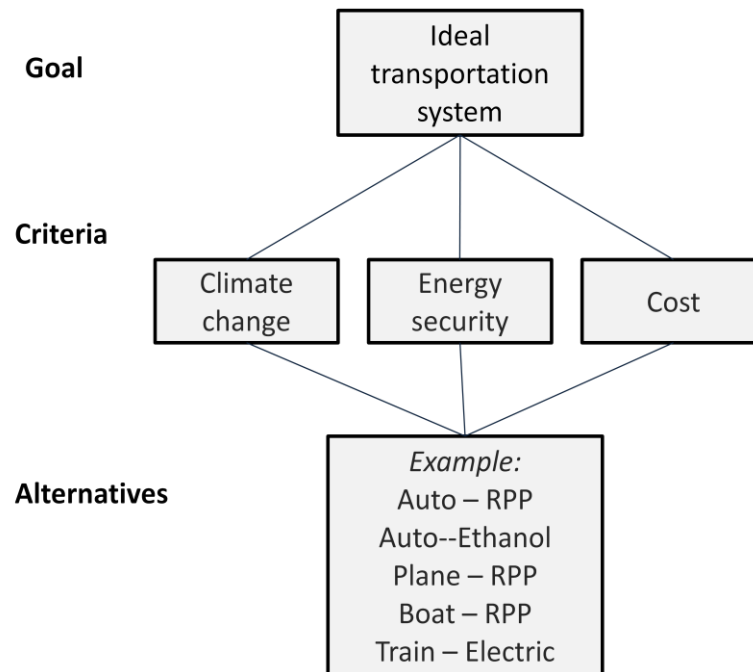 Goal
Ideal
transportation
system
Criteria
Climate
change
Energy
security
Cost
Alternatives
Example:
Auto – RPP
Auto--Ethanol
Plane – RPP
Boat – RPP
Train – Electric